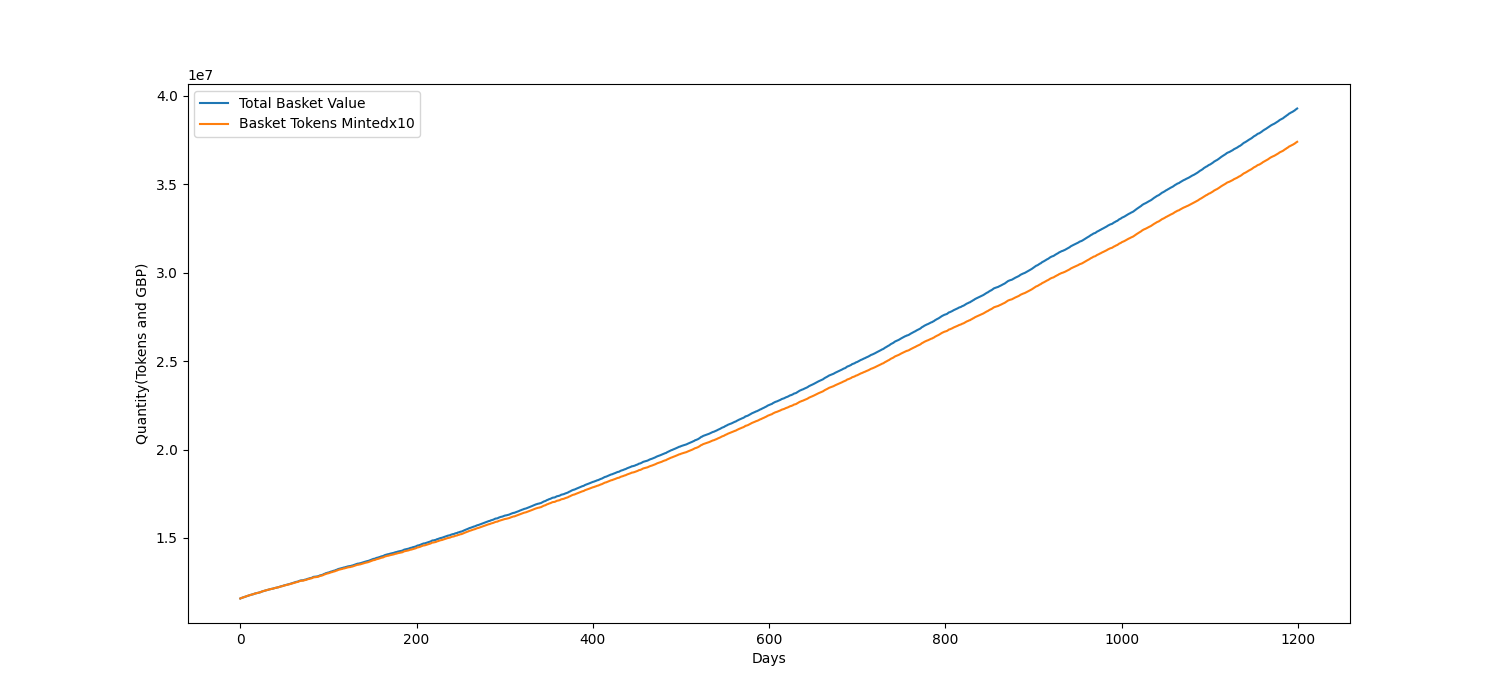 1e7
4.0
3.5
3.0
2.5
2.0
1.5
Quantity(Tokens and GBP)
Total Basket Value
Basket Tokens Mintedx10
0 200 400 600 800 1000 1200
Days